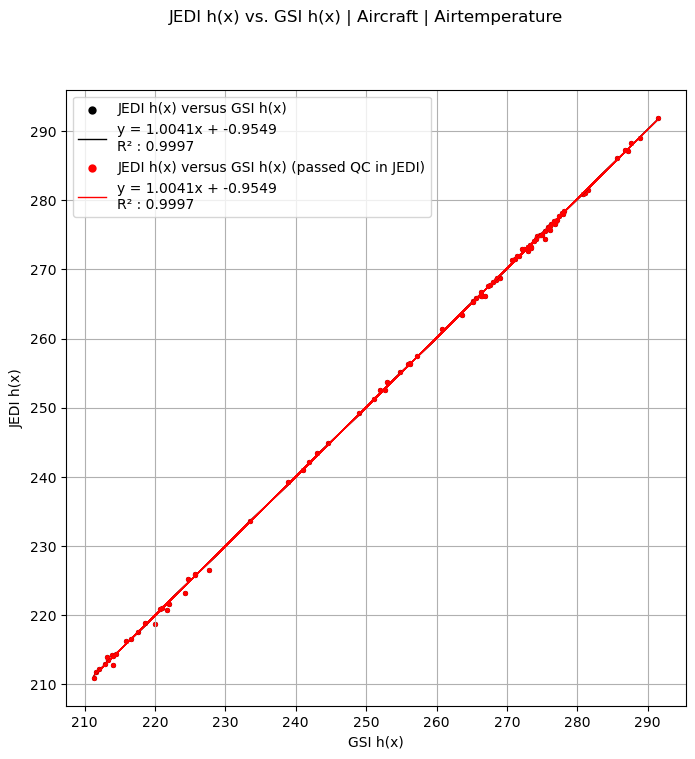 JEDI h(x) vs. GSI h(x) | Aircraft | Airtemperature
JEDI h(x) versus GSI h(x)
y = 1.0041x + -0.9549
R² : 0.9997
JEDI h(x) versus GSI h(x) (passed QC in JEDI)
y = 1.0041x + -0.9549
R² : 0.9997
290
280
270
260
250
240
230
220
210
JEDI h(x)
210 220 230 240 250 260 270 280 290
GSI h(x)